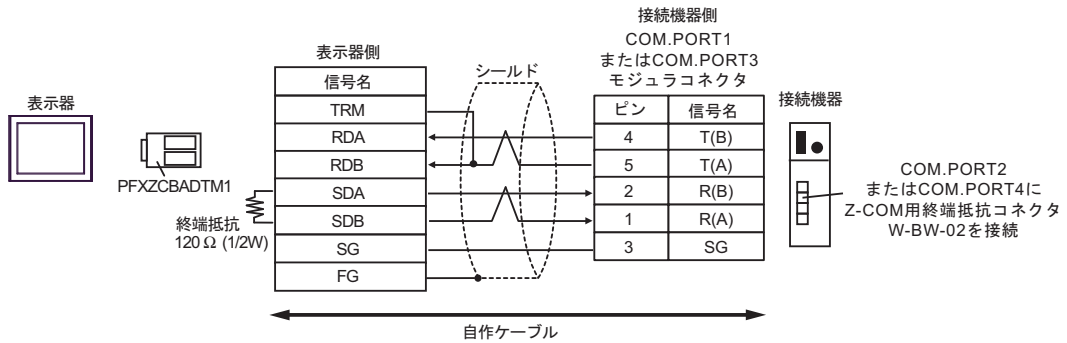 表示器
PFXZCBADTM1
終端抵抗
120 Ω (1/2W)
表示器側
信号名
TRM
RDA
RDB
SDA
SDB
SG
FG
シールド
接続機器側
COM.PORT1
またはCOM.PORT3
モジュラコネクタ
ピン 信号名
4 T(B)
5 T(A)
2 R(B)
1 R(A)
3 SG
接続機器
COM.PORT2
またはCOM.PORT4に
Z-COM用終端抵抗コネクタ
W-BW-02を接続
自作ケーブル